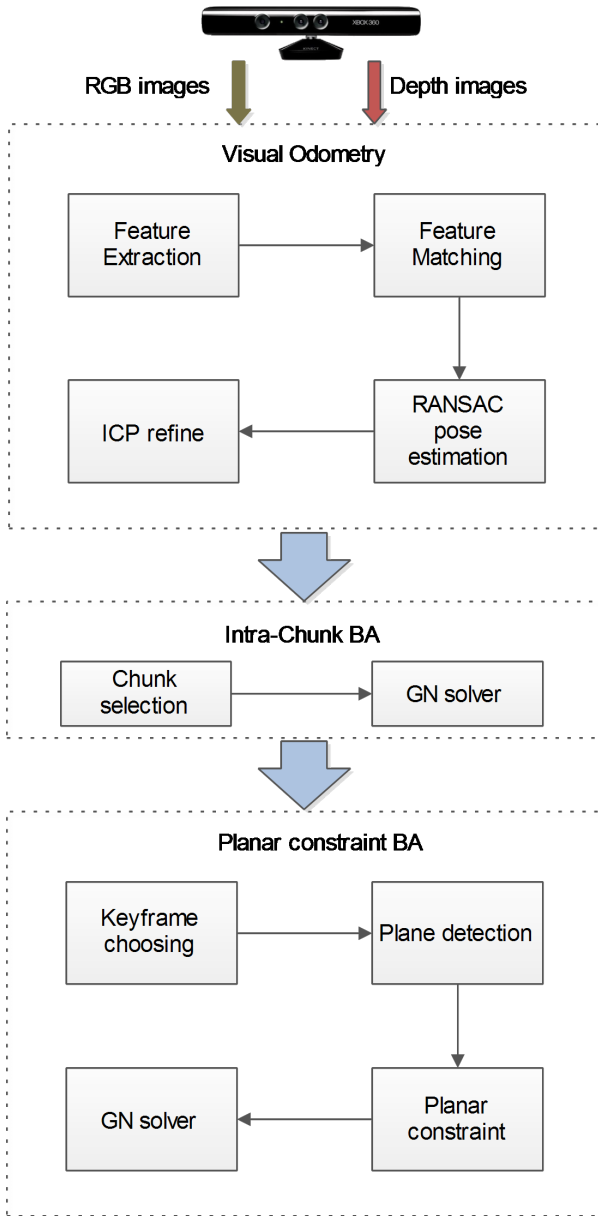 XBOX 360
KINECT
RGB images
Depth images
Visual Odometry
Feature
Extraction
Feature
Matching
ICP refine
RANSAC
pose
estimation
Intra-Chunk BA
Chunk
selection
GN solver
Planar constraint BA
Keyframe
choosing
Plane detection
GN solver
Planar
constraint